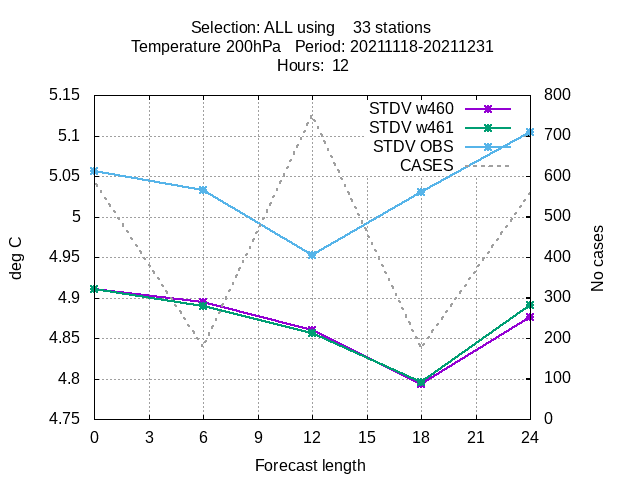 Selection: ALL using    33 stations
Temperature 200hPa   Period: 20211118-20211231
Hours:  12
5.15
5.1
5.05
5
4.95
4.9
4.85
4.8
4.75
deg C
STDV w460
STDV w461
STDV OBS
CASES
800
700
600
500
400
300
200
100
0
No cases
0 3 6 9 12 15 18 21 24
Forecast length